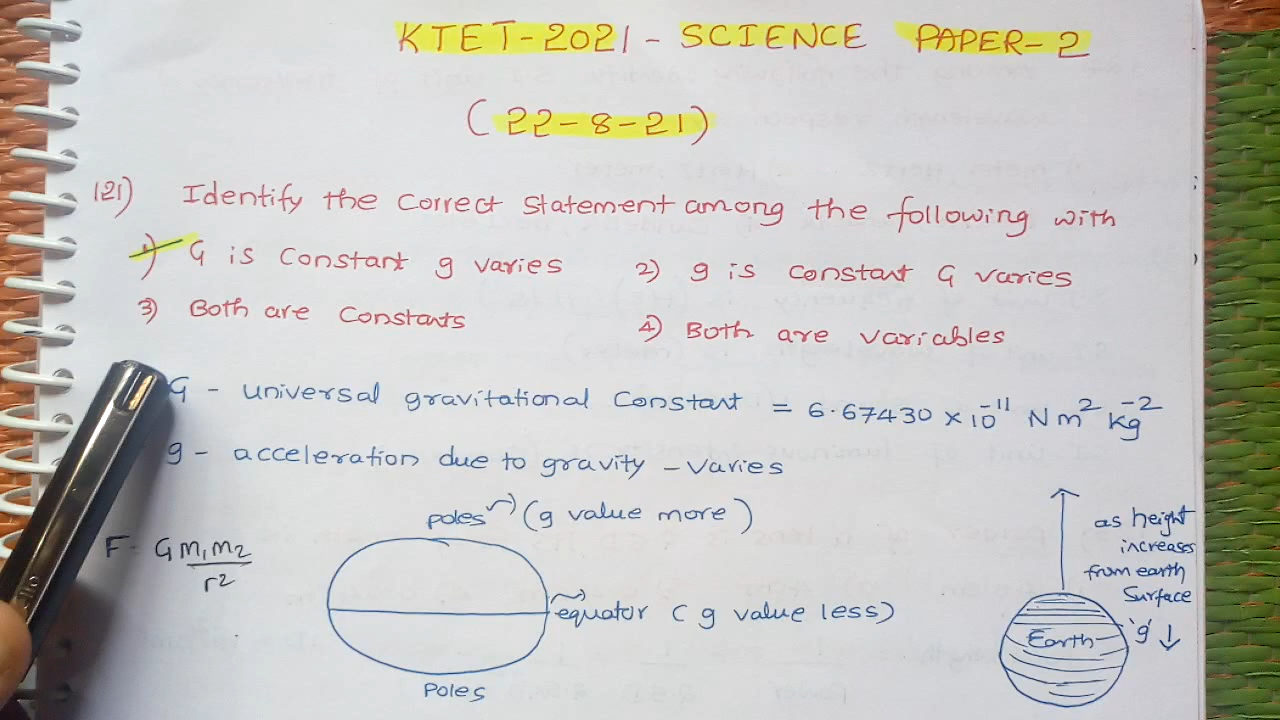 KTET-2021 - SCIENCE PAPER-2
(22-8-21)
121) Identify the Correct Statement among the following with
1) G is Constant g varies 2) g is constant G varies
3) Both are Constants 4) Both are variables
G - universal gravitational Constant = 6.67430 × 10⁻¹¹ Nm² Kg⁻²
g - acceleration due to gravity - Varies
poles (g value more)
F = G m₁m₂ / r²
equator (g value less)
Poles
as height
increases
from earth
Surface
'g' ↓
Earth